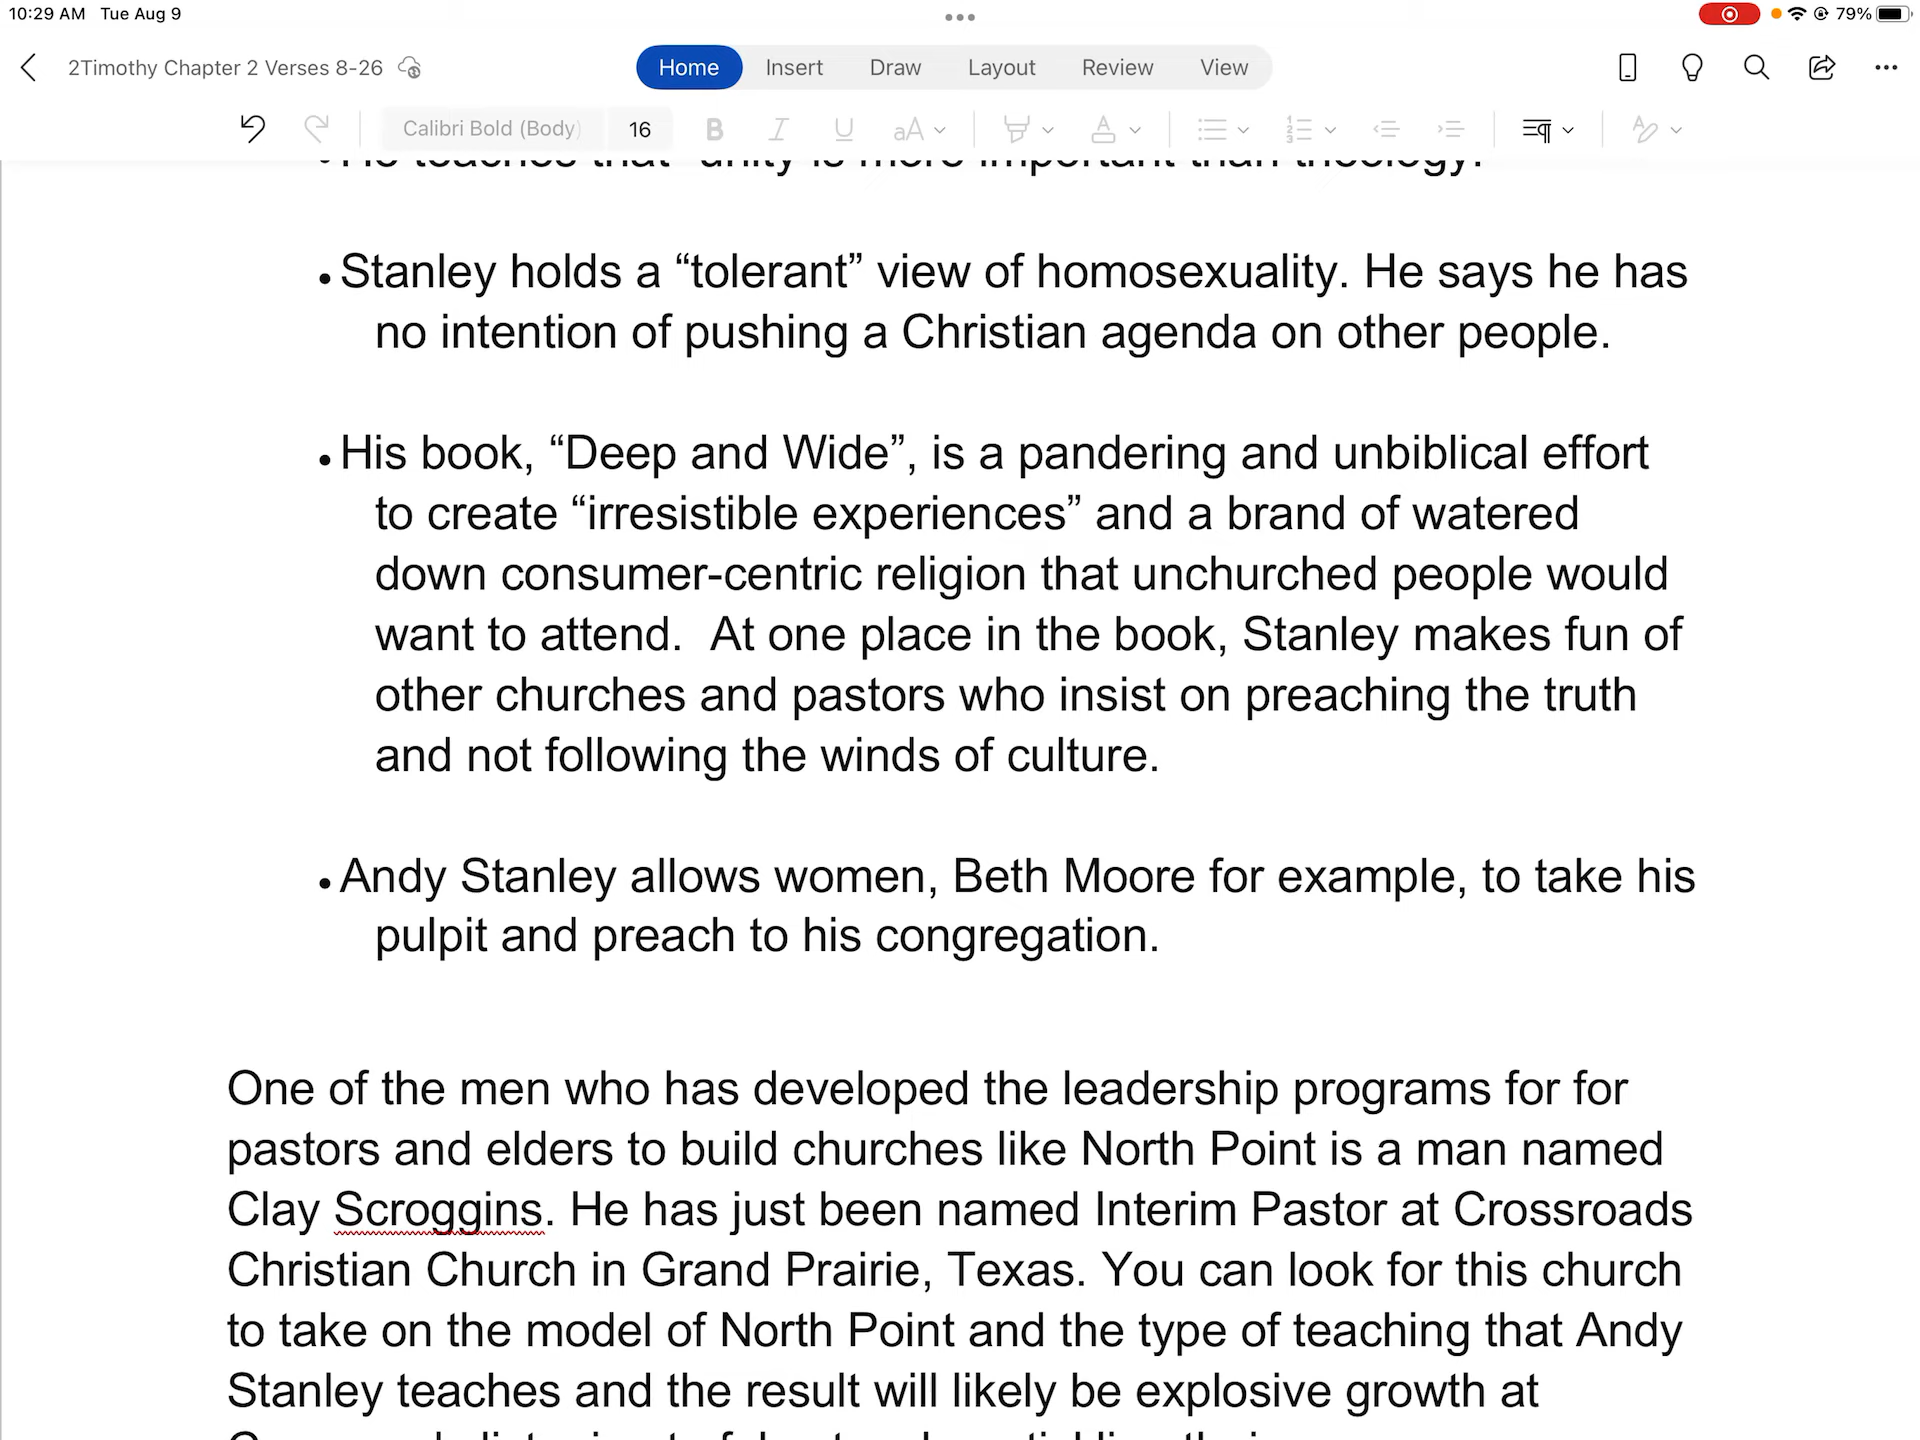 10:29 AM Tue Aug 9
79%
2Timothy Chapter 2 Verses 8-26
Home Insert Draw Layout Review View
Calibri Bold (Body) 16
• He teaches that “unity is more important than theology.
• Stanley holds a “tolerant” view of homosexuality. He says he has
no intention of pushing a Christian agenda on other people.
• His book, “Deep and Wide”, is a pandering and unbiblical effort
to create “irresistible experiences” and a brand of watered
down consumer-centric religion that unchurched people would
want to attend.  At one place in the book, Stanley makes fun of
other churches and pastors who insist on preaching the truth
and not following the winds of culture.
• Andy Stanley allows women, Beth Moore for example, to take his
pulpit and preach to his congregation.
One of the men who has developed the leadership programs for for
pastors and elders to build churches like North Point is a man named
Clay Scroggins. He has just been named Interim Pastor at Crossroads
Christian Church in Grand Prairie, Texas. You can look for this church
to take on the model of North Point and the type of teaching that Andy
Stanley teaches and the result will likely be explosive growth at